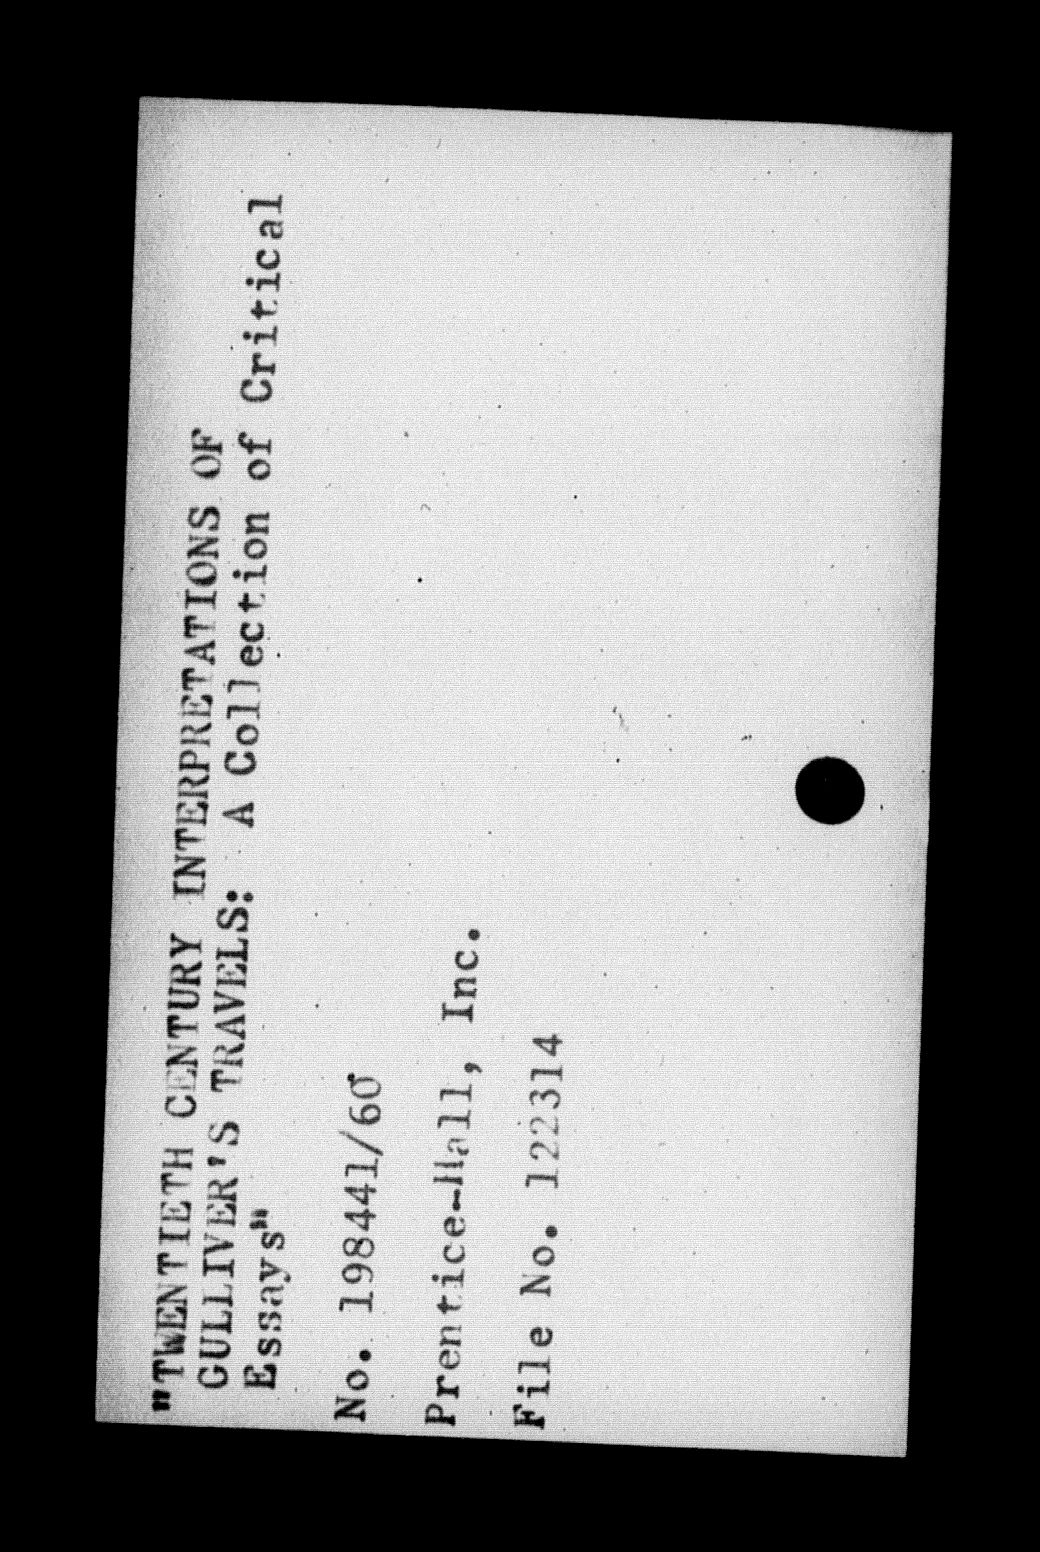 "TWENTIETH CENTURY INTERPRETATIONS OF
GULLIVER'S TRAVELS: A Collection of Critical
Essays"
No. 198441/60
Prentice-Hall, Inc.
File No. 122314